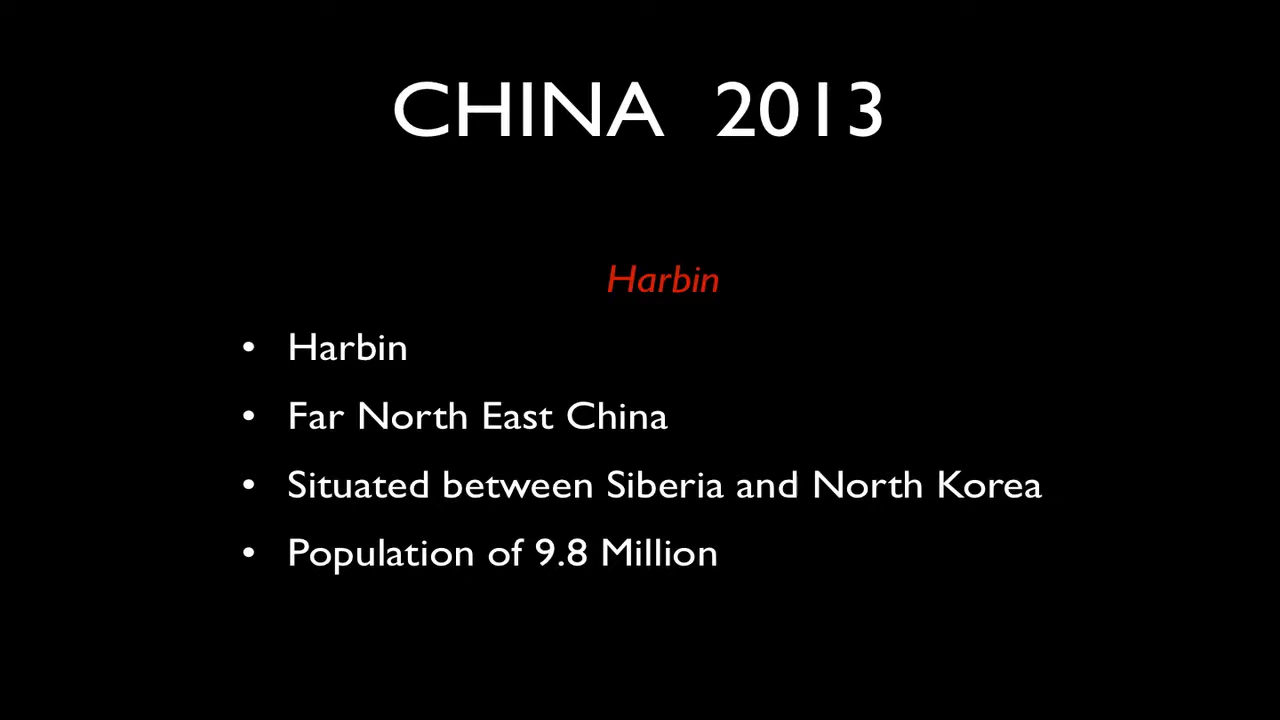 CHINA 2013
Harbin
• Harbin
• Far North East China
• Situated between Siberia and North Korea
• Population of 9.8 Million